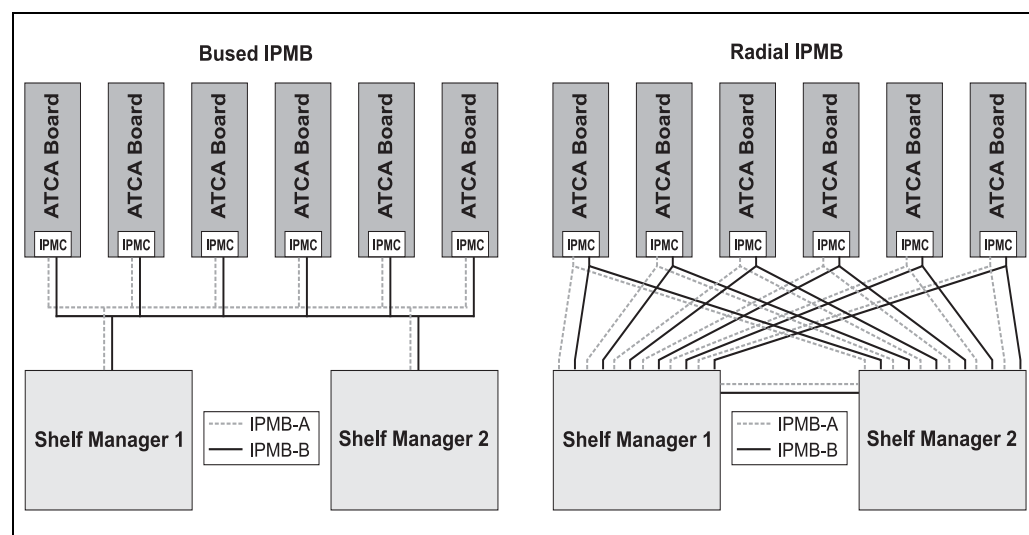 Bused IPMB
Radial IPMB
ATCA Board
ATCA Board
ATCA Board
ATCA Board
ATCA Board
ATCA Board
ATCA Board
ATCA Board
ATCA Board
ATCA Board
ATCA Board
ATCA Board
IPMC
IPMC
IPMC
IPMC
IPMC
IPMC
IPMC
IPMC
IPMC
IPMC
IPMC
IPMC
Shelf Manager 1
IPMB-A
IPMB-B
Shelf Manager 2
Shelf Manager 1
IPMB-A
IPMB-B
Shelf Manager 2